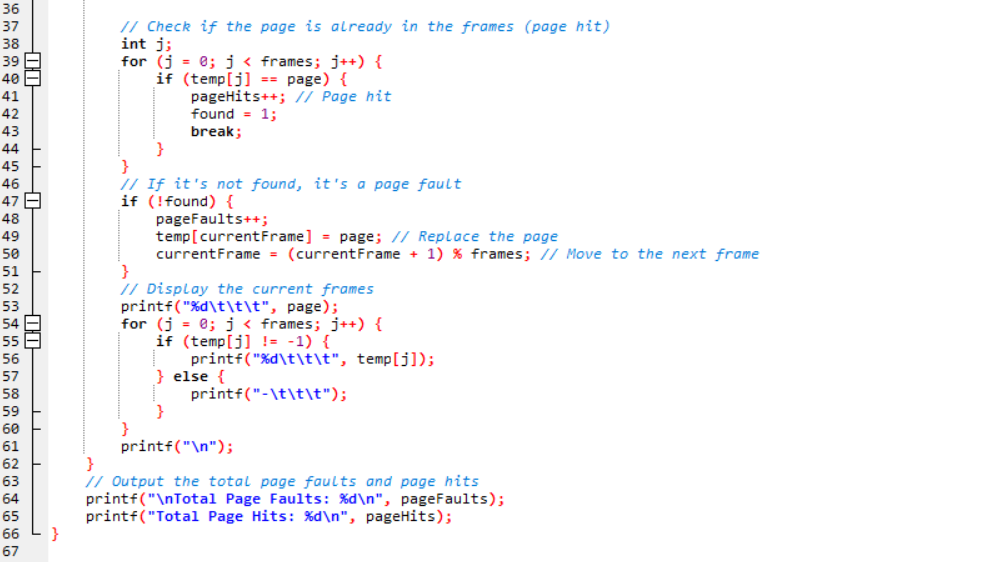 36
37 // Check if the page is already in the frames (page hit)
38 int j;
39 for (j = 0; j < frames; j++) {
40 if (temp[j] == page) {
41 pageHits++; // Page hit
42 found = 1;
43 break;
44 }
45 }
46 // If it's not found, it's a page fault
47 if (!found) {
48 pageFaults++;
49 temp[currentFrame] = page; // Replace the page
50 currentFrame = (currentFrame + 1) % frames; // Move to the next frame
51 }
52 // Display the current frames
53 printf("%d\t\t\t", page);
54 for (j = 0; j < frames; j++) {
55 if (temp[j] != -1) {
56 printf("%d\t\t\t", temp[j]);
57 } else {
58 printf("-\t\t\t");
59 }
60 }
61 printf("\n");
62 }
63 // Output the total page faults and page hits
64 printf("\nTotal Page Faults: %d\n", pageFaults);
65 printf("Total Page Hits: %d\n", pageHits);
66 }
67